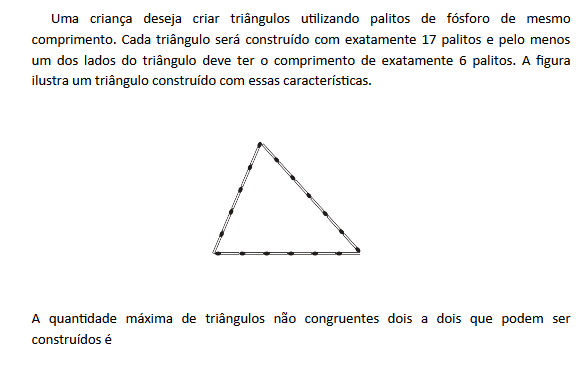 Uma criança deseja criar triângulos utilizando palitos de fósforo de mesmo
comprimento. Cada triângulo será construído com exatamente 17 palitos e pelo menos
um dos lados do triângulo deve ter o comprimento de exatamente 6 palitos. A figura
ilustra um triângulo construído com essas características.
A quantidade máxima de triângulos não congruentes dois a dois que podem ser
construídos é